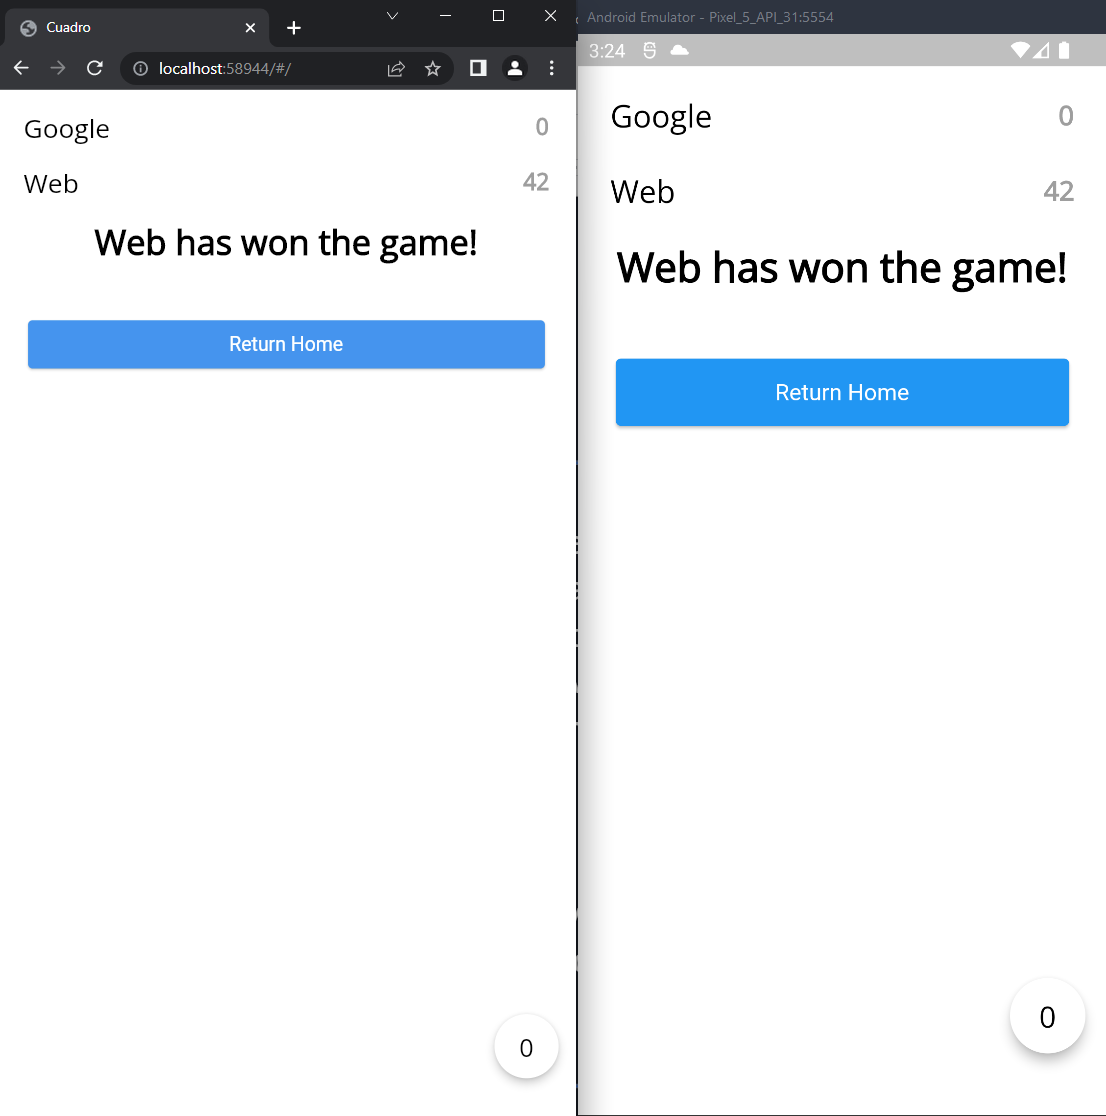 Cuadro
localhost:58944/#/
Google 0
Web 42
Web has won the game!
Return Home
0
Android Emulator - Pixel_5_API_31:5554
3:24
Google 0
Web 42
Web has won the game!
Return Home
0